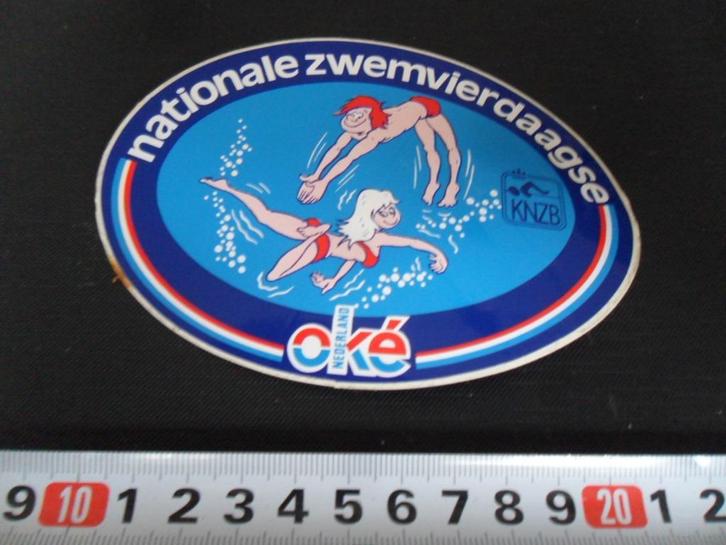 nationale zwemvierdaagse
KNZB
oké
NEDERLAND
9 10 1 2 3 4 5 6 7 8 9 20 1 2